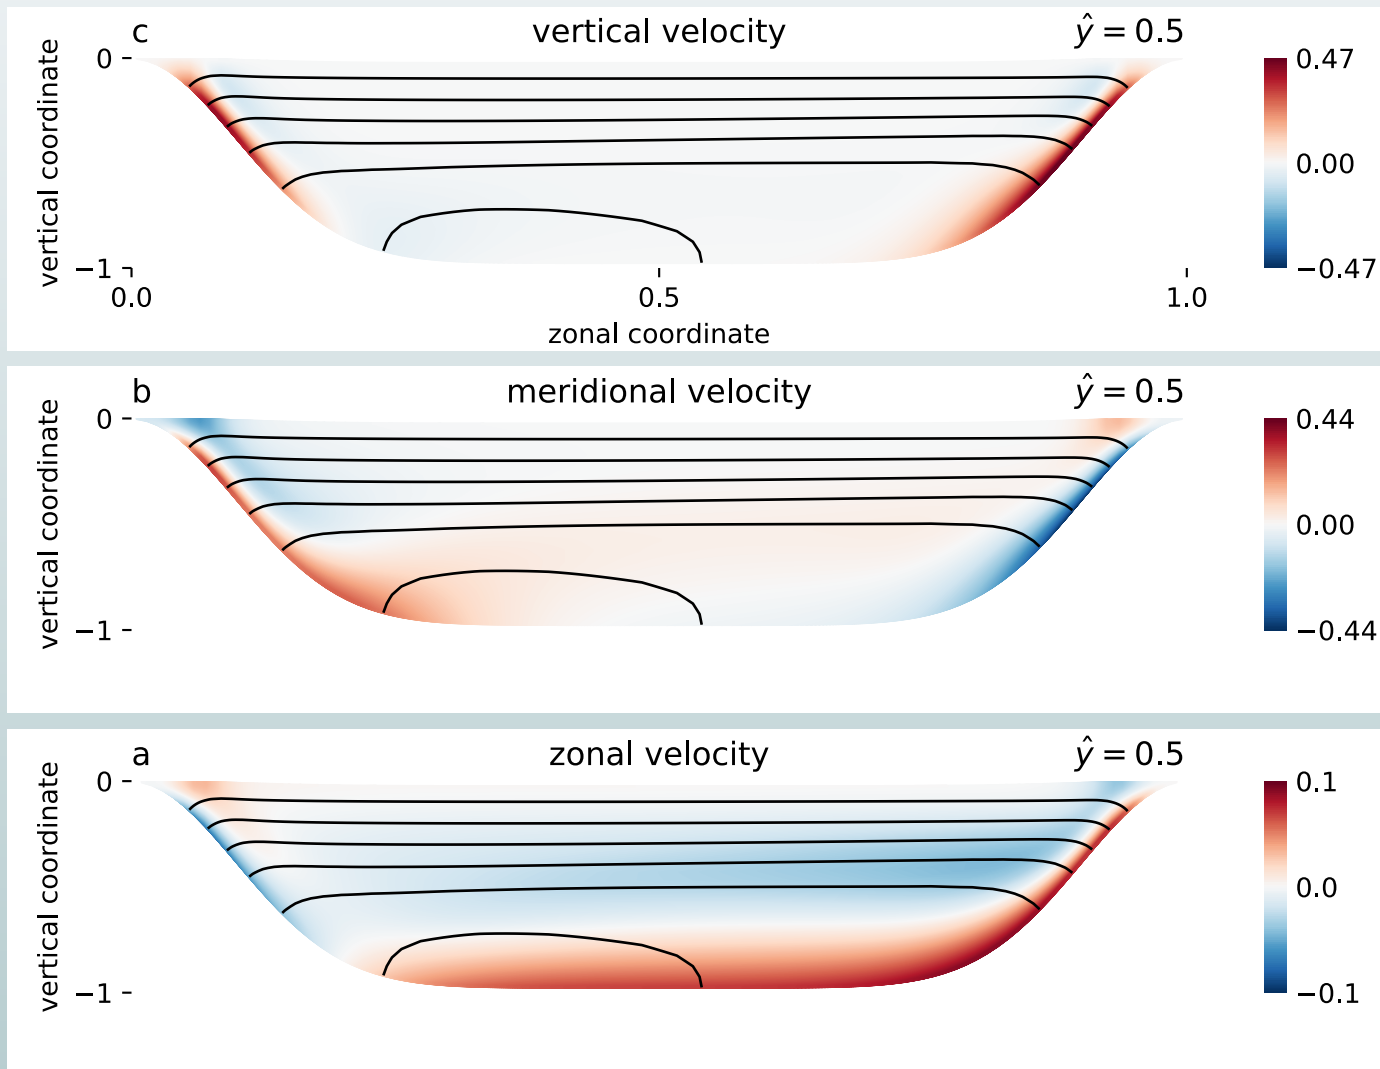 c vertical velocity ŷ = 0.5
vertical coordinate
0
−1
0.0 0.5 1.0
zonal coordinate
0.47
0.00
−0.47
b meridional velocity ŷ = 0.5
vertical coordinate
0
−1
0.44
0.00
−0.44
a zonal velocity ŷ = 0.5
vertical coordinate
0
−1
0.1
0.0
−0.1